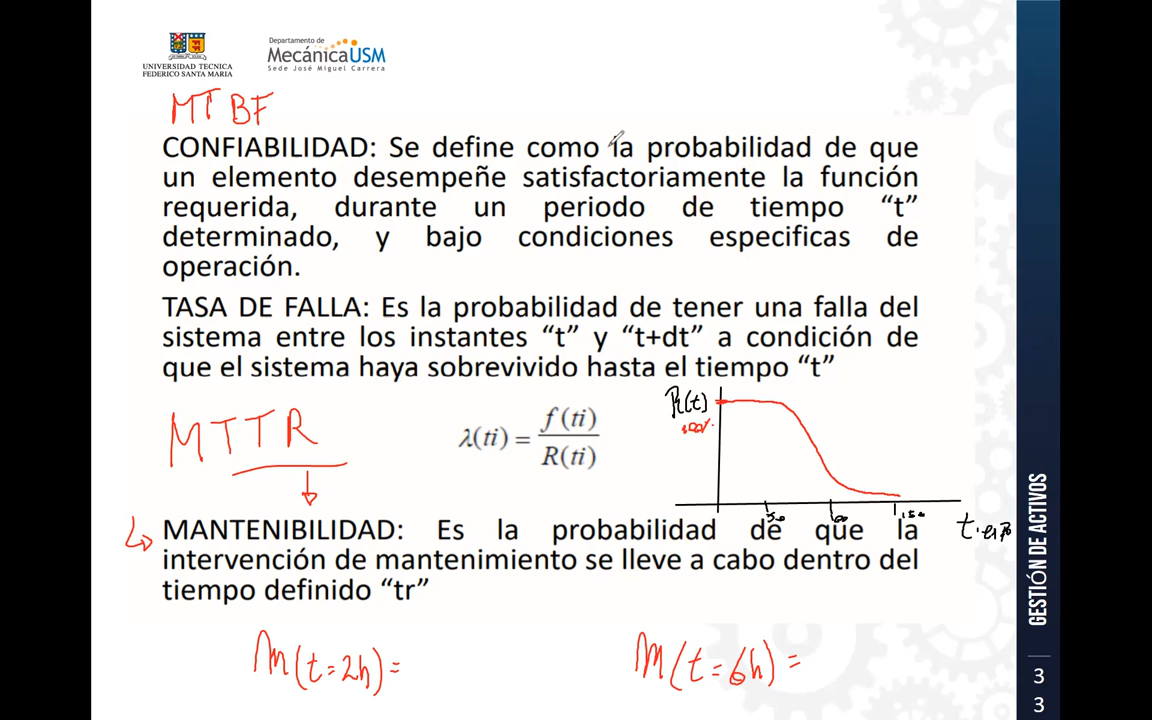 UNIVERSIDAD TECNICA
FEDERICO SANTA MARIA
Departamento de
MecánicaUSM
Sede José Miguel Carrera
MTBF
CONFIABILIDAD: Se define como la probabilidad de que
un elemento desempeñe satisfactoriamente la función
requerida, durante un periodo de tiempo “t”
determinado, y bajo condiciones especificas de
operación.
TASA DE FALLA: Es la probabilidad de tener una falla del
sistema entre los instantes “t” y “t+dt” a condición de
que el sistema haya sobrevivido hasta el tiempo “t”
MTTR
λ(ti) = f(ti) / R(ti)
R(t)
100%
50
100
150
MANTENIBILIDAD: Es la probabilidad de que la
intervención de mantenimiento se lleve a cabo dentro del
tiempo definido “tr”
M(t=2h)=
M(t=6h)=
GESTIÓN DE ACTIVOS
3
3